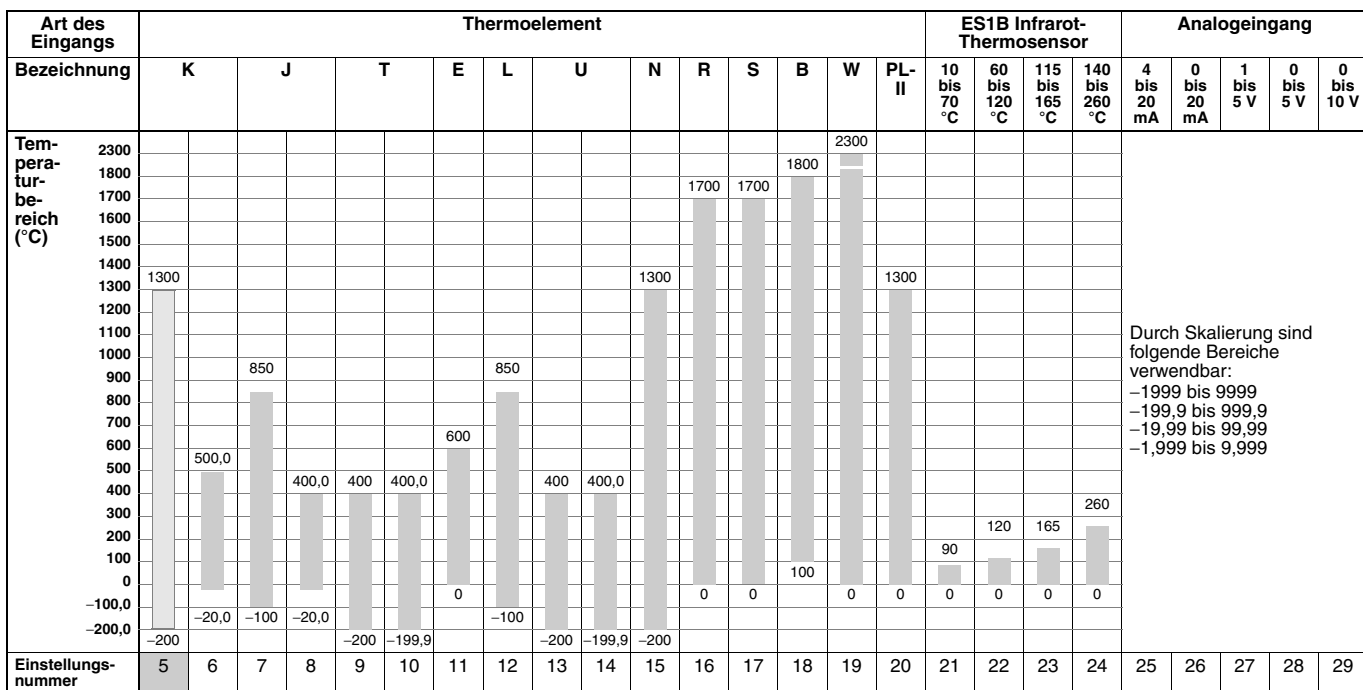 Art des Eingangs Thermoelement ES1B Infrarot-Thermosensor Analogeingang
Bezeichnung K J T E L U N R S B W PL-II 10 bis 70 °C 60 bis 120 °C 115 bis 165 °C 140 bis 260 °C 4 bis 20 mA 0 bis 20 mA 1 bis 5 V 0 bis 5 V 0 bis 10 V
Tem-
pera-
tur-
be-
reich
(°C)
2300 2300
1800 1800
1700 1700 1700
1600
1500
1400
1300 1300 1300 1300
1200
1100
1000
900 850 850
800
700
600 600
500 500,0
400 400,0 400 400,0 400 400,0
300 260
200 120 165
100 90 100
0 0 0 0 0 0 0 0 0 0
–100,0 –20,0 –100 –20,0 –100
–200,0 –200 –200 –199,9 –200 –199,9 –200
Durch Skalierung sind
folgende Bereiche
verwendbar:
–1999 bis 9999
–199,9 bis 999,9
–19,99 bis 99,99
–1,999 bis 9,999
Einstellungs-nummer 5 6 7 8 9 10 11 12 13 14 15 16 17 18 19 20 21 22 23 24 25 26 27 28 29